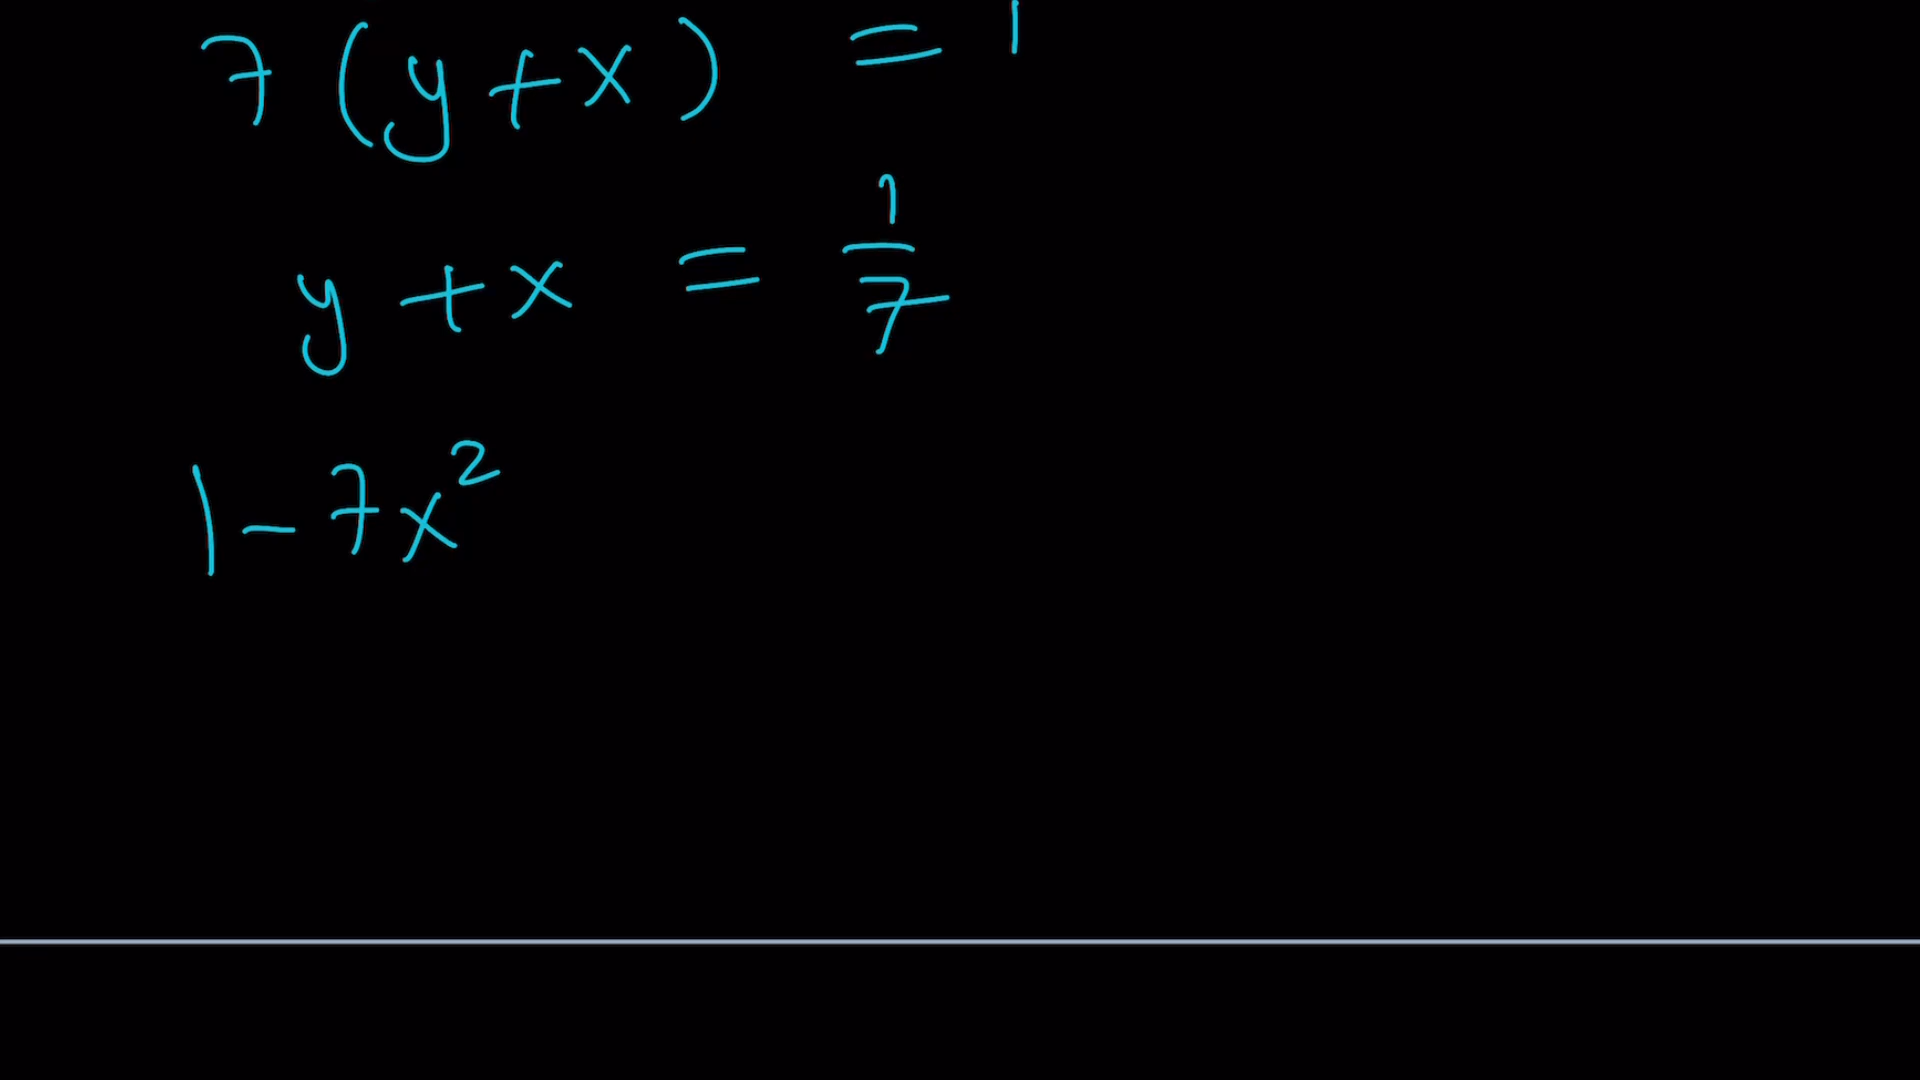 7(y+x) = 1
y+x = 1/7
1-7x²